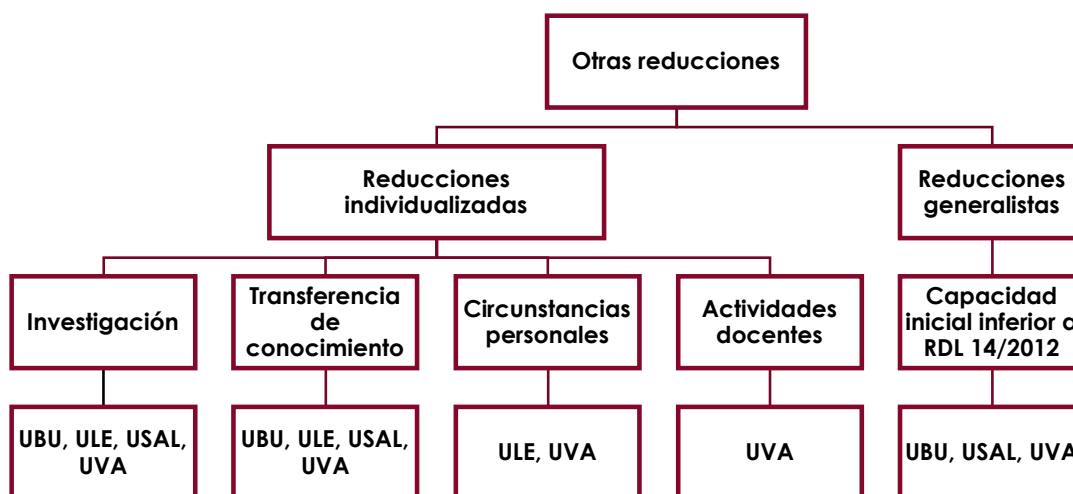 Otras reducciones
Reducciones
individualizadas
Reducciones
generalistas
Investigación
Transferencia
de
conocimiento
Circunstancias
personales
Actividades
docentes
Capacidad
inicial inferior a
RDL 14/2012
UBU, ULE, USAL,
UVA
UBU, ULE, USAL,
UVA
ULE, UVA
UVA
UBU, USAL, UVA